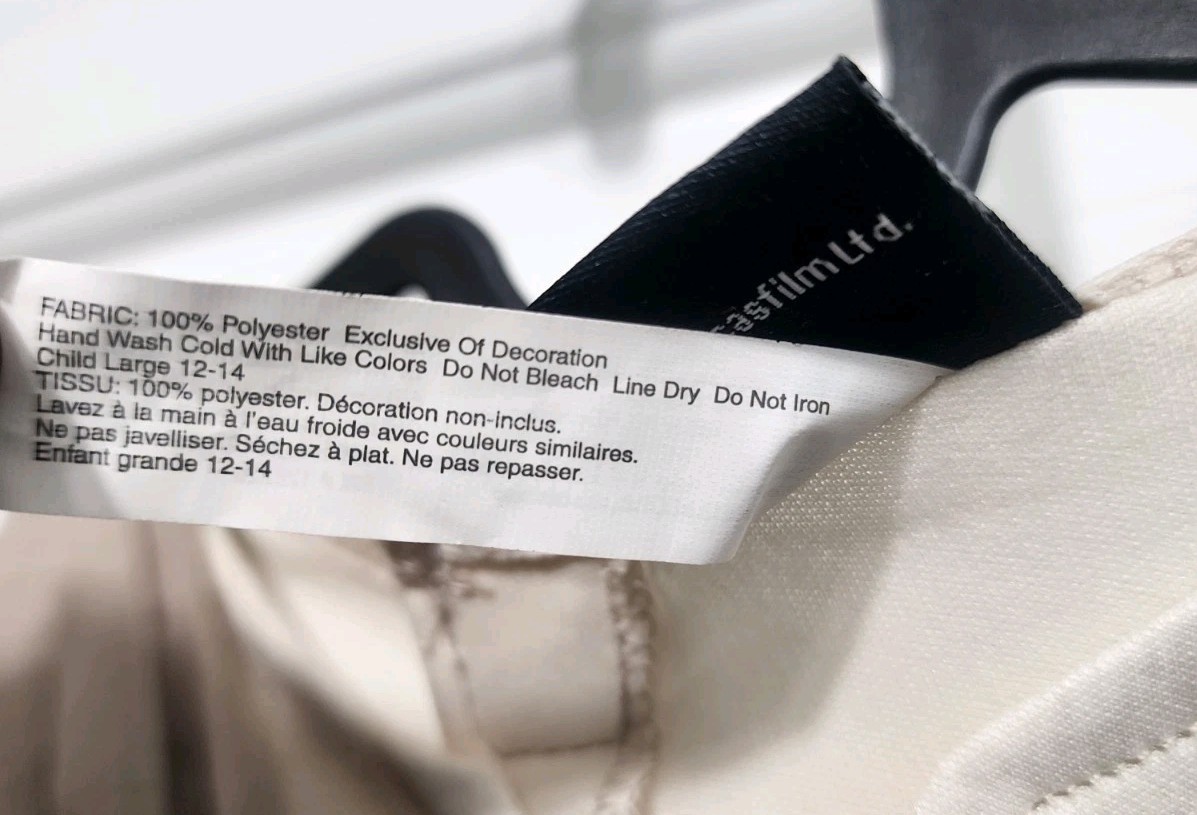 FABRIC: 100% Polyester Exclusive Of Decoration
Hand Wash Cold With Like Colors Do Not Bleach Line Dry Do Not Iron
Child Large 12-14
TISSU: 100% polyester. Décoration non-inclus.
Lavez à la main à l'eau froide avec couleurs similaires.
Ne pas javelliser. Séchez à plat. Ne pas repasser.
Enfant grande 12-14
asfilm Ltd.